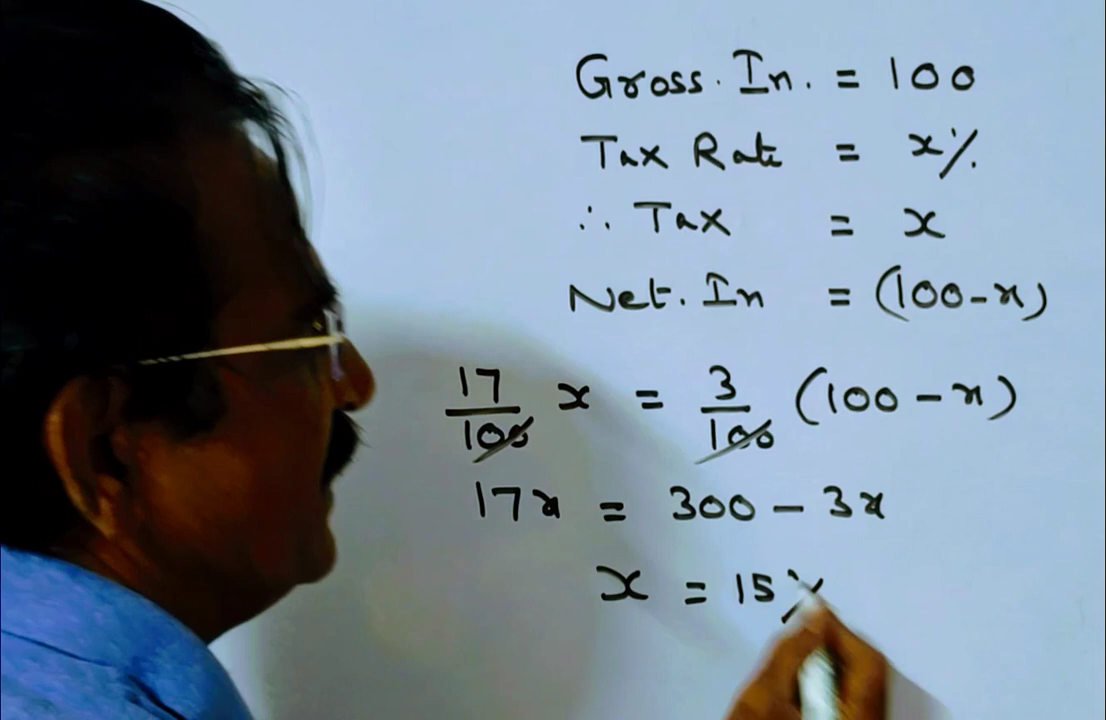 Gross. In. = 100
Tax Rate = x%
∴ Tax = x
Net. In = (100-x)
17/100 x = 3/100 (100-x)
17x = 300 - 3x
x = 15%